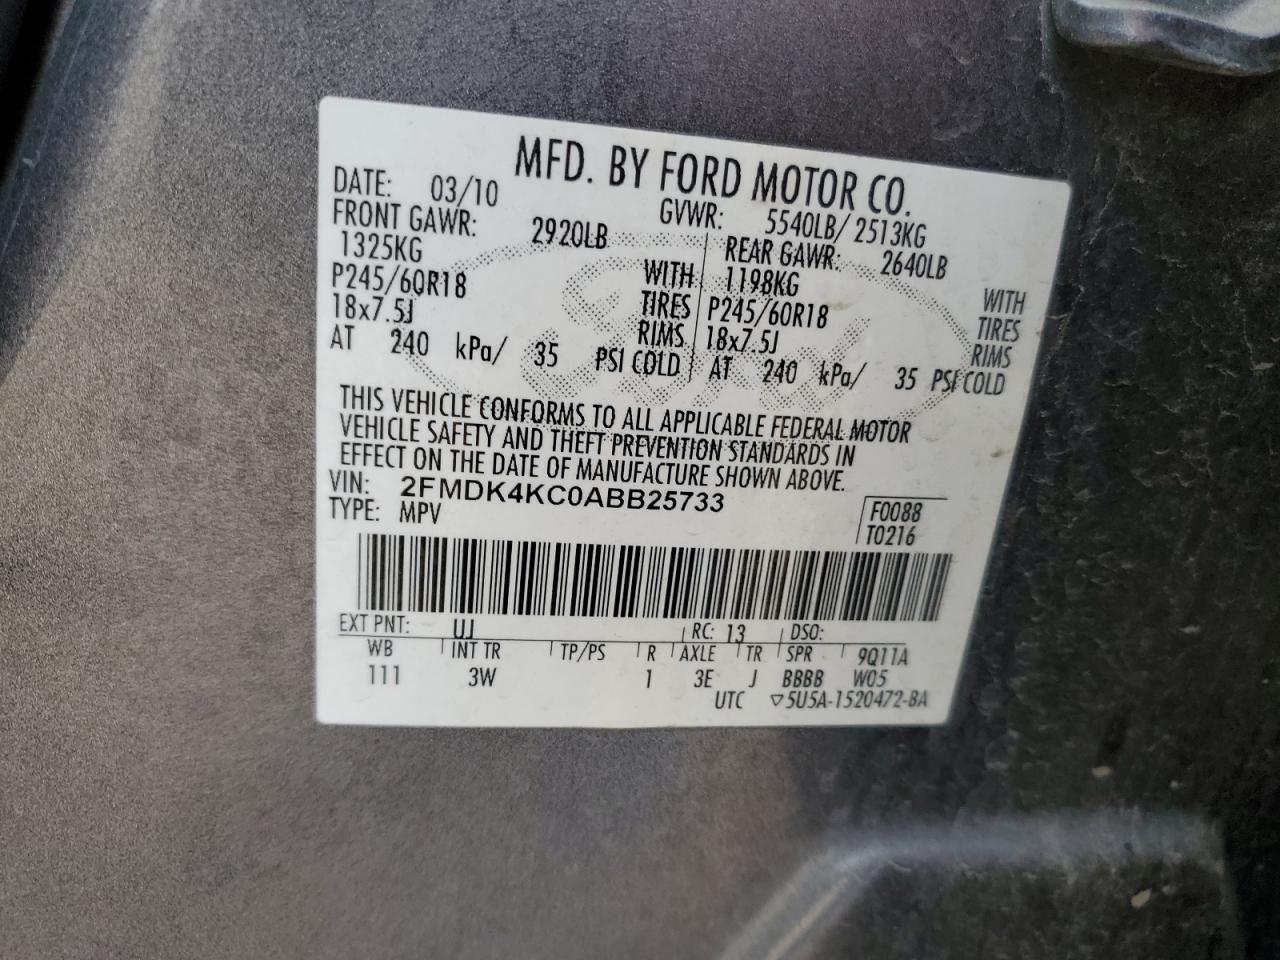 MFD. BY FORD MOTOR CO.
DATE: 03/10 GVWR: 5540LB/ 2513KG
FRONT GAWR: 2920LB REAR GAWR: 2640LB
1325KG WITH 1198KG WITH
P245/60R18 TIRES P245/60R18 TIRES
18x7.5J RIMS 18x7.5J RIMS
AT 240 kPa/ 35 PSI COLD AT 240 kPa/ 35 PSI COLD
THIS VEHICLE CONFORMS TO ALL APPLICABLE FEDERAL MOTOR
VEHICLE SAFETY AND THEFT PREVENTION STANDARDS IN
EFFECT ON THE DATE OF MANUFACTURE SHOWN ABOVE.
VIN: 2FMDK4KC0ABB25733 F0088
TYPE: MPV T0216
EXT PNT: UJ RC: 13 DSO:
WB INT TR TP/PS R AXLE TR SPR 9Q11A
111 3W 1 3E J BBBB W05
UTC ▽5U5A-1520472-BA